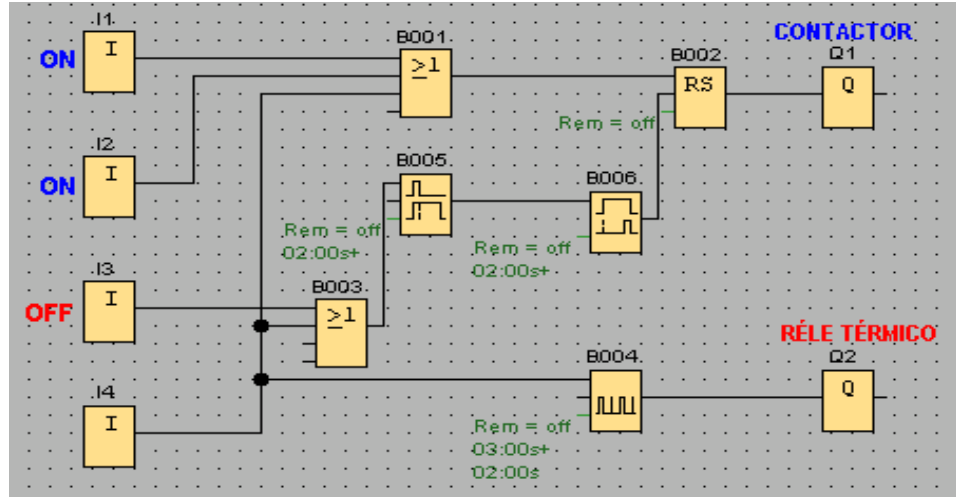 I1
I
ON
B001
≥1
CONTACTOR
B002
RS
Rem = off
Q1
Q
I2
I
ON
B005
Rem = off
02:00s+
B006
Rem = off
02:00s+
I3
I
OFF
B003
≥1
RÉLE TÉRMICO
B004
Rem = off
03:00s+
02:00s
Q2
Q
I4
I